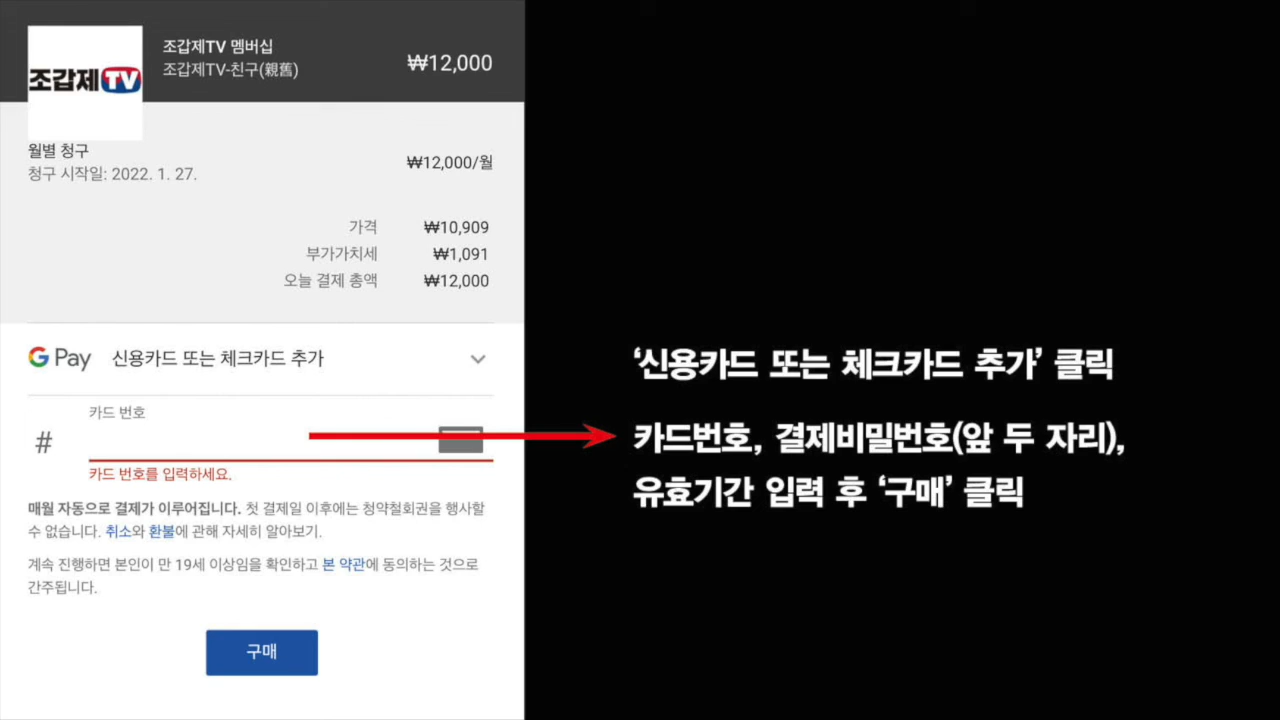 조갑제TV
조갑제TV 멤버십
조갑제TV-친구(親舊)
₩12,000
월별 청구
청구 시작일: 2022. 1. 27.
₩12,000/월
가격 ₩10,909
부가가치세 ₩1,091
오늘 결제 총액 ₩12,000
G Pay 신용카드 또는 체크카드 추가
카드 번호
#
카드 번호를 입력하세요.
매월 자동으로 결제가 이루어집니다. 첫 결제일 이후에는 청약철회권을 행사할
수 없습니다. 취소와 환불에 관해 자세히 알아보기.
계속 진행하면 본인이 만 19세 이상임을 확인하고 본 약관에 동의하는 것으로
간주됩니다.
구매
‘신용카드 또는 체크카드 추가’ 클릭
카드번호, 결제비밀번호(앞 두 자리),
유효기간 입력 후 ‘구매’ 클릭